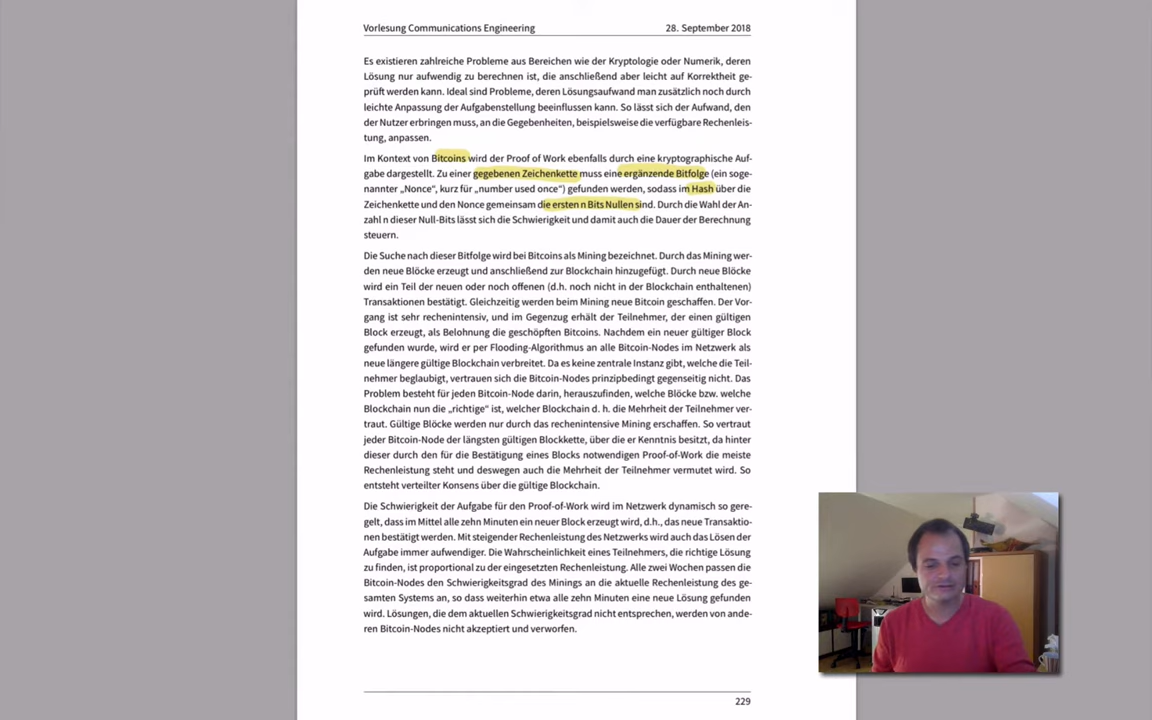 Vorlesung Communications Engineering 28. September 2018
Es existieren zahlreiche Probleme aus Bereichen wie der Kryptologie oder Numerik, deren
Lösung nur aufwendig zu berechnen ist, die anschließend aber leicht auf Korrektheit ge-
prüft werden kann. Ideal sind Probleme, deren Lösungsaufwand man zusätzlich noch durch
leichte Anpassung der Aufgabenstellung beeinflussen kann. So lässt sich der Aufwand, den
der Nutzer erbringen muss, an die Gegebenheiten, beispielsweise die verfügbare Rechenleis-
tung, anpassen.
Im Kontext von Bitcoins wird der Proof of Work ebenfalls durch eine kryptographische Auf-
gabe dargestellt. Zu einer gegebenen Zeichenkette muss eine ergänzende Bitfolge (ein soge-
nannter „Nonce“, kurz für „number used once“) gefunden werden, sodass im Hash über die
Zeichenkette und den Nonce gemeinsam die ersten n Bits Nullen sind. Durch die Wahl der An-
zahl n dieser Null-Bits lässt sich die Schwierigkeit und damit auch die Dauer der Berechnung
steuern.
Die Suche nach dieser Bitfolge wird bei Bitcoins als Mining bezeichnet. Durch das Mining wer-
den neue Blöcke erzeugt und anschließend zur Blockchain hinzugefügt. Durch neue Blöcke
wird ein Teil der neuen oder noch offenen (d.h. noch nicht in der Blockchain enthaltenen)
Transaktionen bestätigt. Gleichzeitig werden beim Mining neue Bitcoin geschaffen. Der Vor-
gang ist sehr rechenintensiv, und im Gegenzug erhält der Teilnehmer, der einen gültigen
Block erzeugt, als Belohnung die geschöpften Bitcoins. Nachdem ein neuer gültiger Block
gefunden wurde, wird er per Flooding-Algorithmus an alle Bitcoin-Nodes im Netzwerk als
neue längere gültige Blockchain verbreitet. Da es keine zentrale Instanz gibt, welche die Teil-
nehmer beglaubigt, vertrauen sich die Bitcoin-Nodes prinzipbedingt gegenseitig nicht. Das
Problem besteht für jeden Bitcoin-Node darin, herauszufinden, welche Blöcke bzw. welche
Blockchain nun die „richtige“ ist, welcher Blockchain d. h. die Mehrheit der Teilnehmer ver-
traut. Gültige Blöcke werden nur durch das rechenintensive Mining erschaffen. So vertraut
jeder Bitcoin-Node der längsten gültigen Blockkette, über die er Kenntnis besitzt, da hinter
dieser durch den für die Bestätigung eines Blocks notwendigen Proof-of-Work die meiste
Rechenleistung steht und deswegen auch die Mehrheit der Teilnehmer vermutet wird. So
entsteht verteilter Konsens über die gültige Blockchain.
Die Schwierigkeit der Aufgabe für den Proof-of-Work wird im Netzwerk dynamisch so gere-
gelt, dass im Mittel alle zehn Minuten ein neuer Block erzeugt wird, d.h., das neue Transaktio-
nen bestätigt werden. Mit steigender Rechenleistung des Netzwerks wird auch das Lösen der
Aufgabe immer aufwendiger. Die Wahrscheinlichkeit eines Teilnehmers, die richtige Lösung
zu finden, ist proportional zu der eingesetzten Rechenleistung. Alle zwei Wochen passen die
Bitcoin-Nodes den Schwierigkeitsgrad des Minings an die aktuelle Rechenleistung des ge-
samten Systems an, so dass weiterhin etwa alle zehn Minuten eine neue Lösung gefunden
wird. Lösungen, die dem aktuellen Schwierigkeitsgrad nicht entsprechen, werden von ande-
ren Bitcoin-Nodes nicht akzeptiert und verworfen.
229